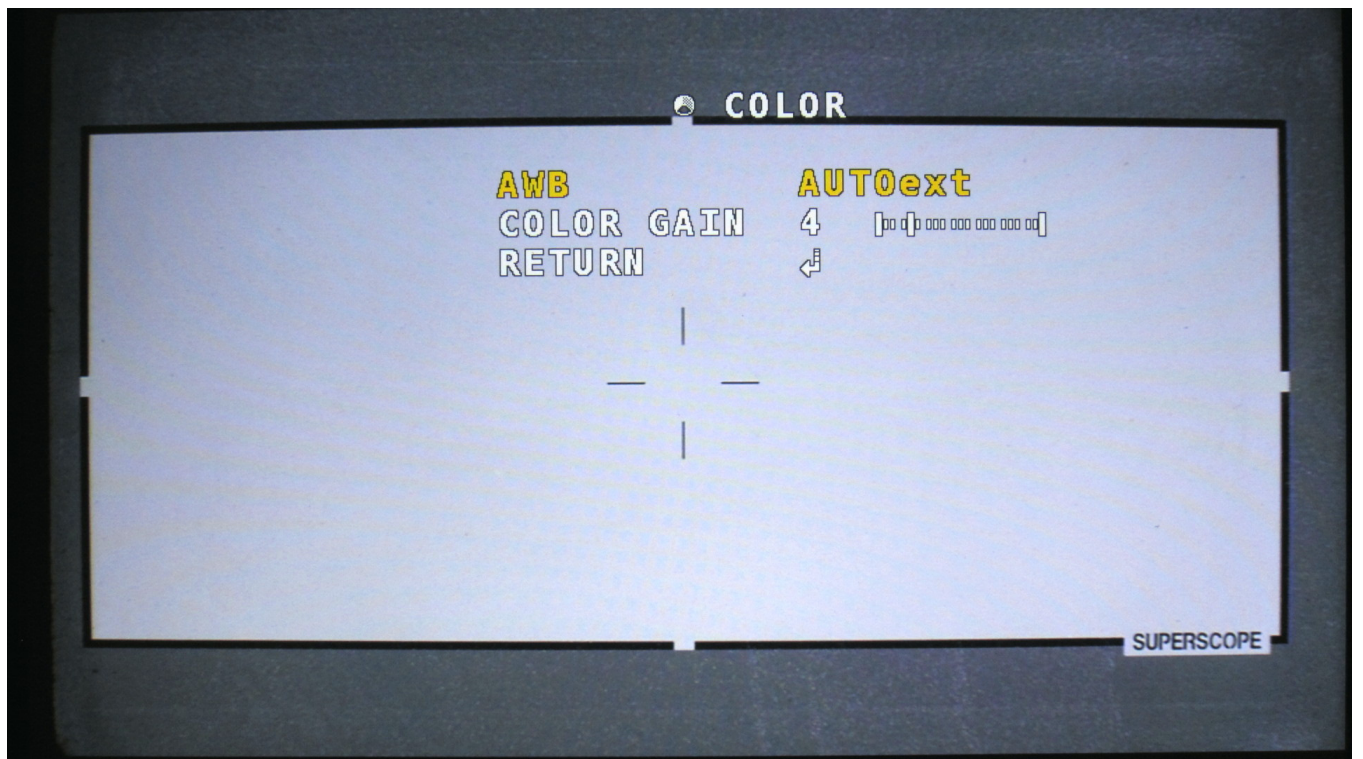 COLOR
AWB AUTOext
COLOR GAIN 4
RETURN
SUPERSCOPE